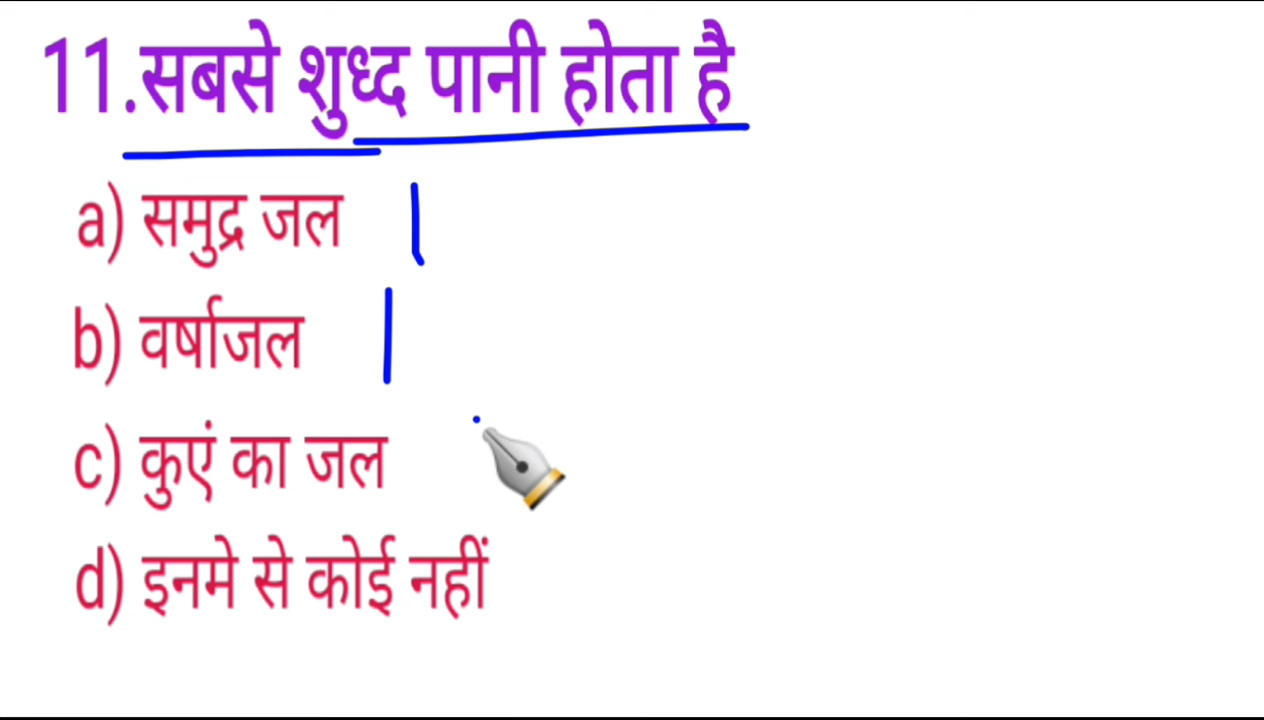 11.सबसे शुध्द पानी होता है
a) समुद्र जल
b) वर्षाजल
c) कुएं का जल
d) इनमे से कोई नहीं